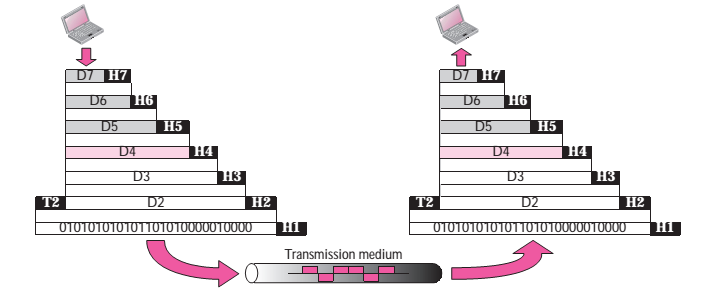 D7 H7 D7 H7
D6 H6 D6 H6
D5 H5 D5 H5
D4 H4 D4 H4
D3 H3 D3 H3
T2 D2 H2 T2 D2 H2
010101010101101010000010000 H1 010101010101101010000010000 H1
Transmission medium